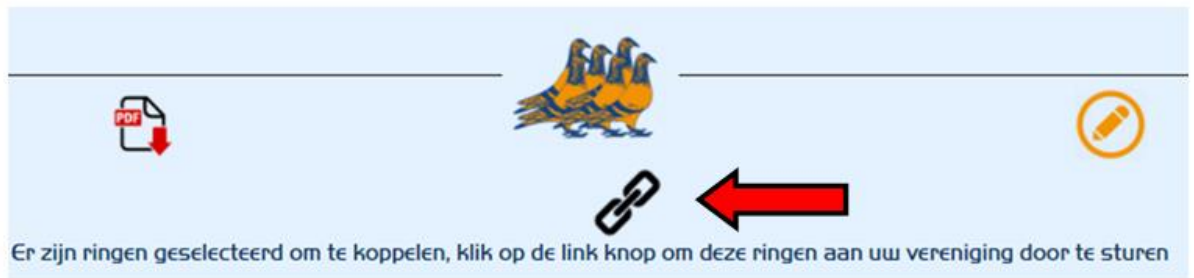 PDF
Er zijn ringen geselecteerd om te koppelen, klik op de link knop om deze ringen aan uw vereniging door te sturen